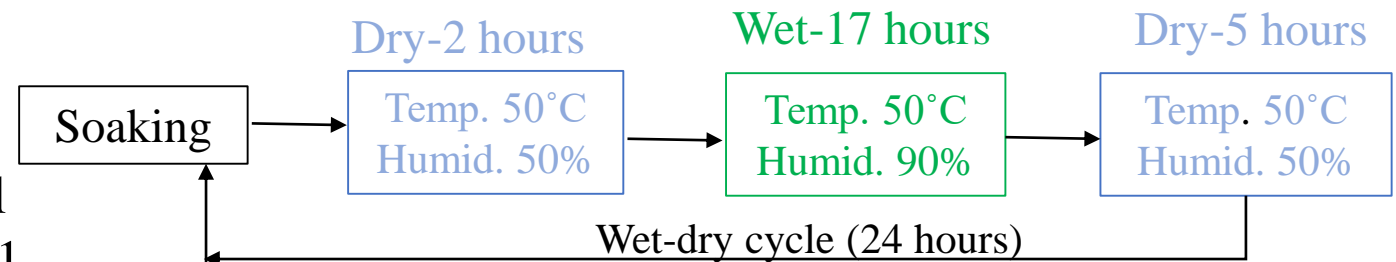 Dry-2 hours
Wet-17 hours
Dry-5 hours
Soaking
Temp. 50˚C
Humid. 50%
Temp. 50˚C
Humid. 90%
Temp. 50˚C
Humid. 50%
Wet-dry cycle (24 hours)